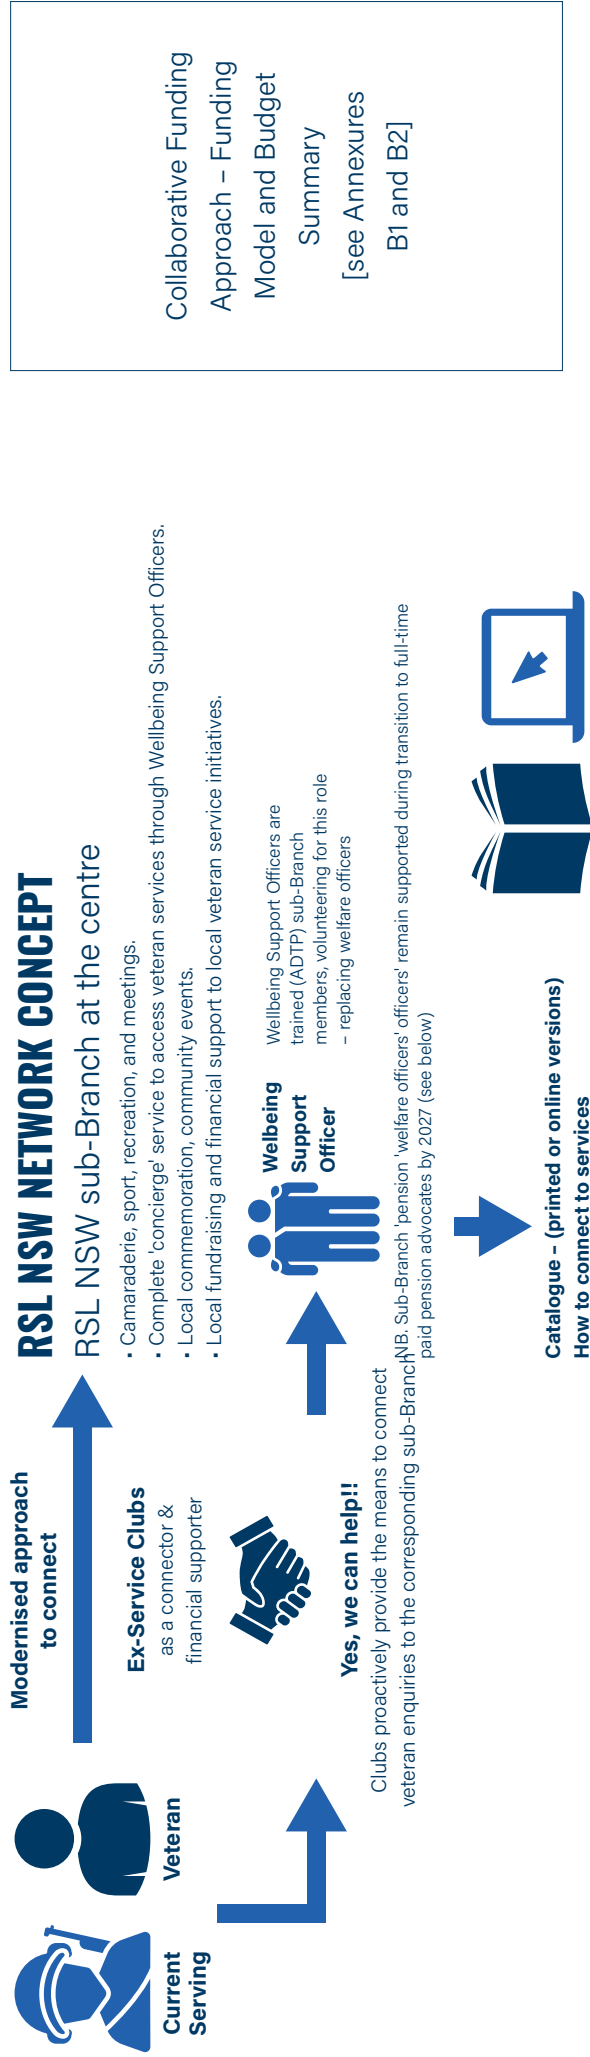 Current
Serving
Veteran
Modernised approach
to connect
Ex-Service Clubs
as a connector &
financial supporter
Yes, we can help!!
Clubs proactively provide the means to connect
veteran enquiries to the corresponding sub-Branch
RSL NSW NETWORK CONCEPT
RSL NSW sub-Branch at the centre
• Camaraderie, sport, recreation, and meetings.
• Complete 'concierge' service to access veteran services through Wellbeing Support Officers.
• Local commemoration, community events.
• Local fundraising and financial support to local veteran service initiatives.
Welbeing
Support
Officer
Wellbeing Support Officers are
trained (ADTP) sub-Branch
members, volunteering for this role
– replacing welfare officers
NB. Sub-Branch 'pension 'welfare officers' officers' remain supported during transition to full-time
paid pension advocates by 2027 (see below)
Catalogue – (printed or online versions)
How to connect to services
Collaborative Funding
Approach – Funding
Model and Budget
Summary
[see Annexures
B1 and B2]